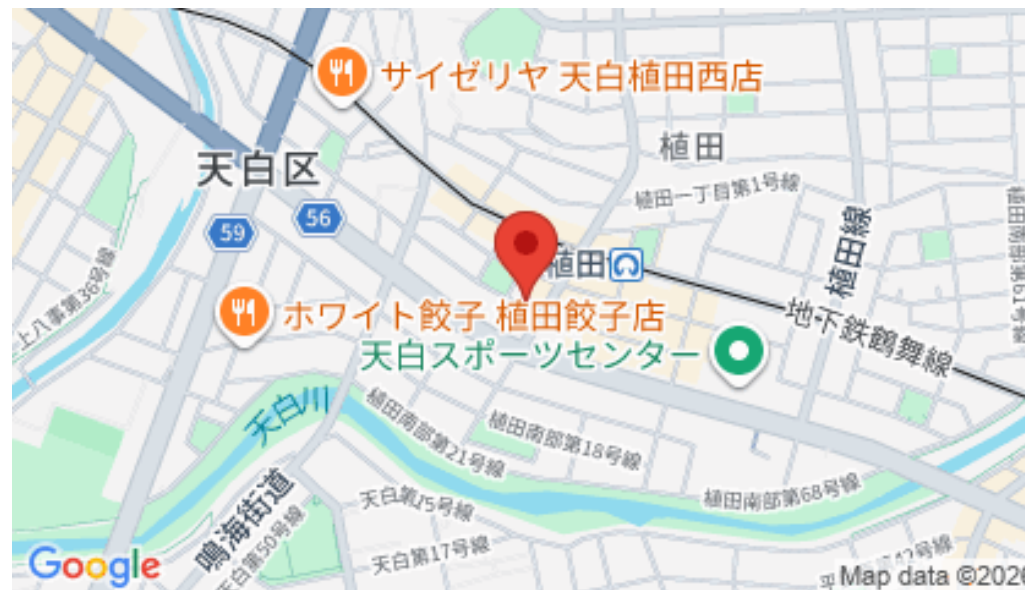 サイゼリヤ 天白植田西店
植田
天白区
植田一丁目第1号線
植田線
59
56
植田
上八事第36号線
ホワイト餃子 植田餃子店
地下鉄鶴舞線
天白スポーツセンター
天白川
植田南部第21号線
植田南部第18号線
植田南部第68号線
鳴海街道
天白第75号線
天白第50号線
天白第17号線
Google
Map data ©2026